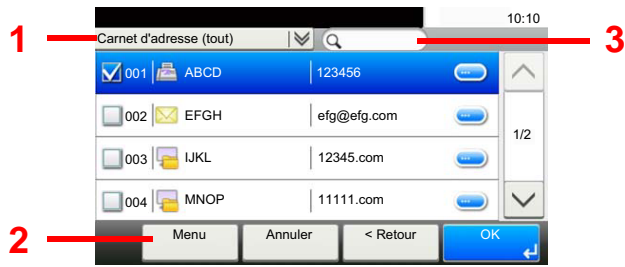 10:10
1 Carnet d'adresse (tout) 3
001 ABCD 123456
002 EFGH efg@efg.com
1/2
003 IJKL 12345.com
004 MNOP 11111.com
2 Menu Annuler < Retour OK